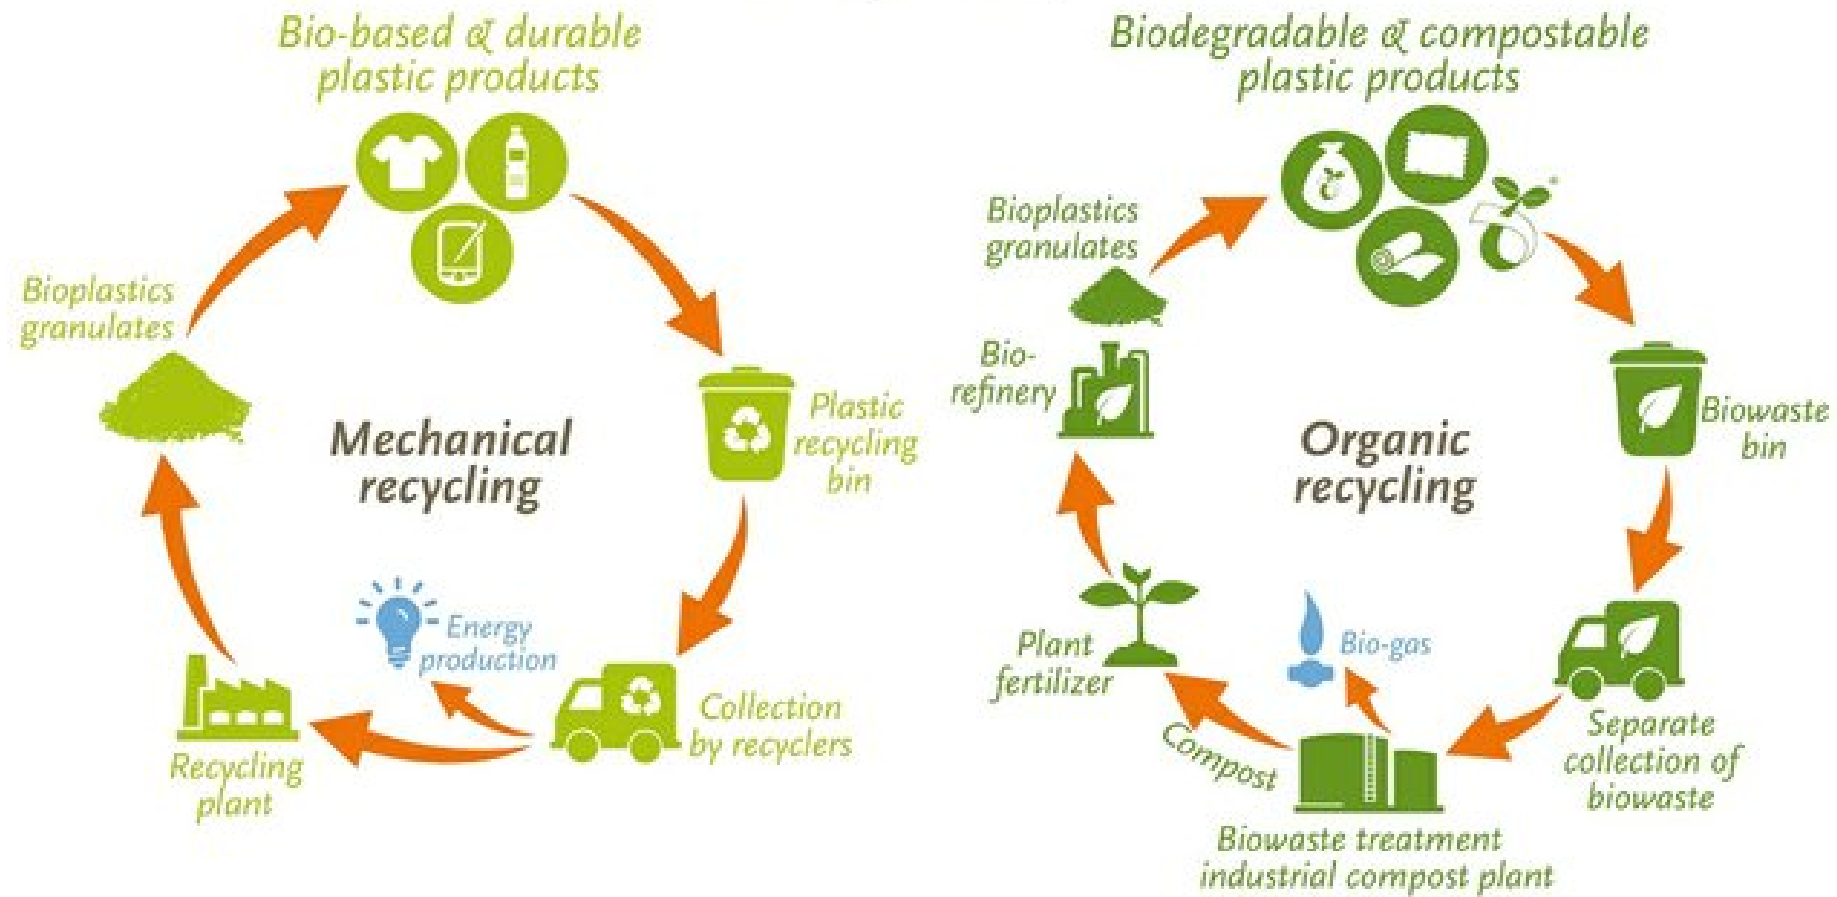 Bio-based & durable
plastic products
Bioplastics
granulates
Mechanical
recycling
Plastic
recycling
bin
Energy
production
Collection
by recyclers
Recycling
plant
Biodegradable & compostable
plastic products
Bioplastics
granulates
Bio-
refinery
Organic
recycling
Biowaste
bin
Plant
fertilizer
Bio-gas
Separate
collection of
biowaste
Compost
Biowaste treatment
industrial compost plant